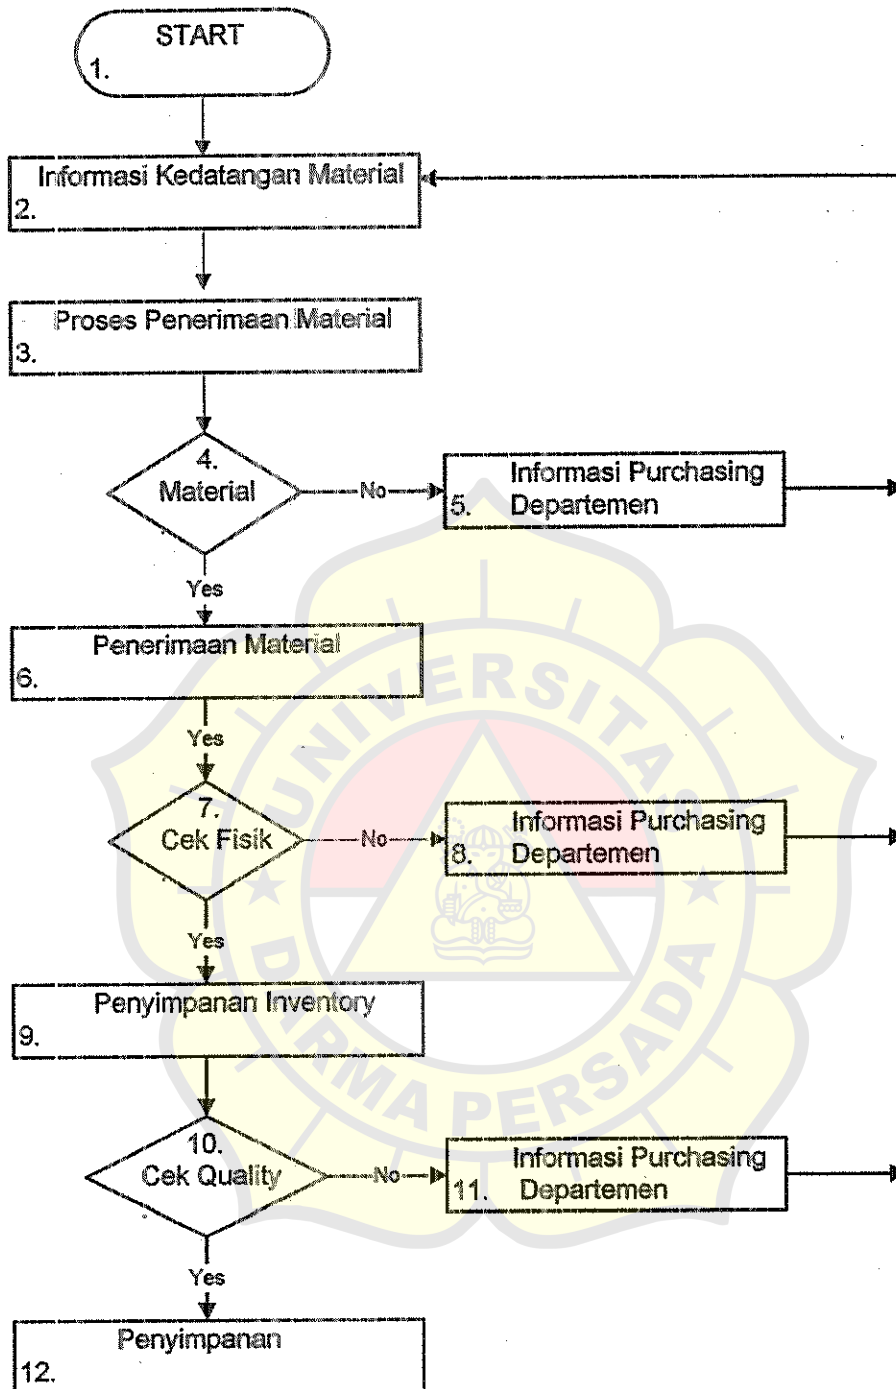 START
1.
Informasi Kedatangan Material
2.
Proses Penerimaan Material
3.
4.
Material
No
5.
Informasi Purchasing
Departemen
Yes
Penerimaan Material
6.
Yes
7.
Cek Fisik
No
8.
Informasi Purchasing
Departemen
Yes
Penyimpanan Inventory
9.
10.
Cek Quality
No
11.
Informasi Purchasing
Departemen
Yes
Penyimpanan
12.
UNIVERSITAS
DARMA PERSADA